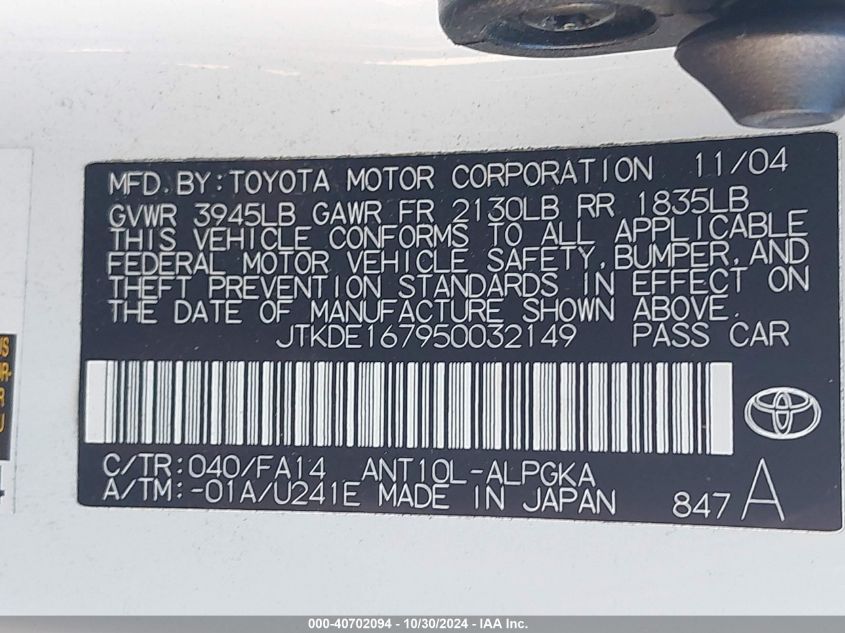 MFD. BY: TOYOTA MOTOR CORPORATION 11/04
GVWR 3945LB GAWR FR 2130LB RR 1835LB
THIS VEHICLE CONFORMS TO ALL APPLICABLE
FEDERAL MOTOR VEHICLE SAFETY, BUMPER, AND
THEFT PREVENTION STANDARDS IN EFFECT ON
THE DATE OF MANUFACTURE SHOWN ABOVE.
JTKDE167950032149 PASS CAR
C/TR:040/FA14 ANT10L-ALPGKA
A/TM:-01A/U241E MADE IN JAPAN 847 A
000-40702094 - 10/30/2024 - IAA Inc.